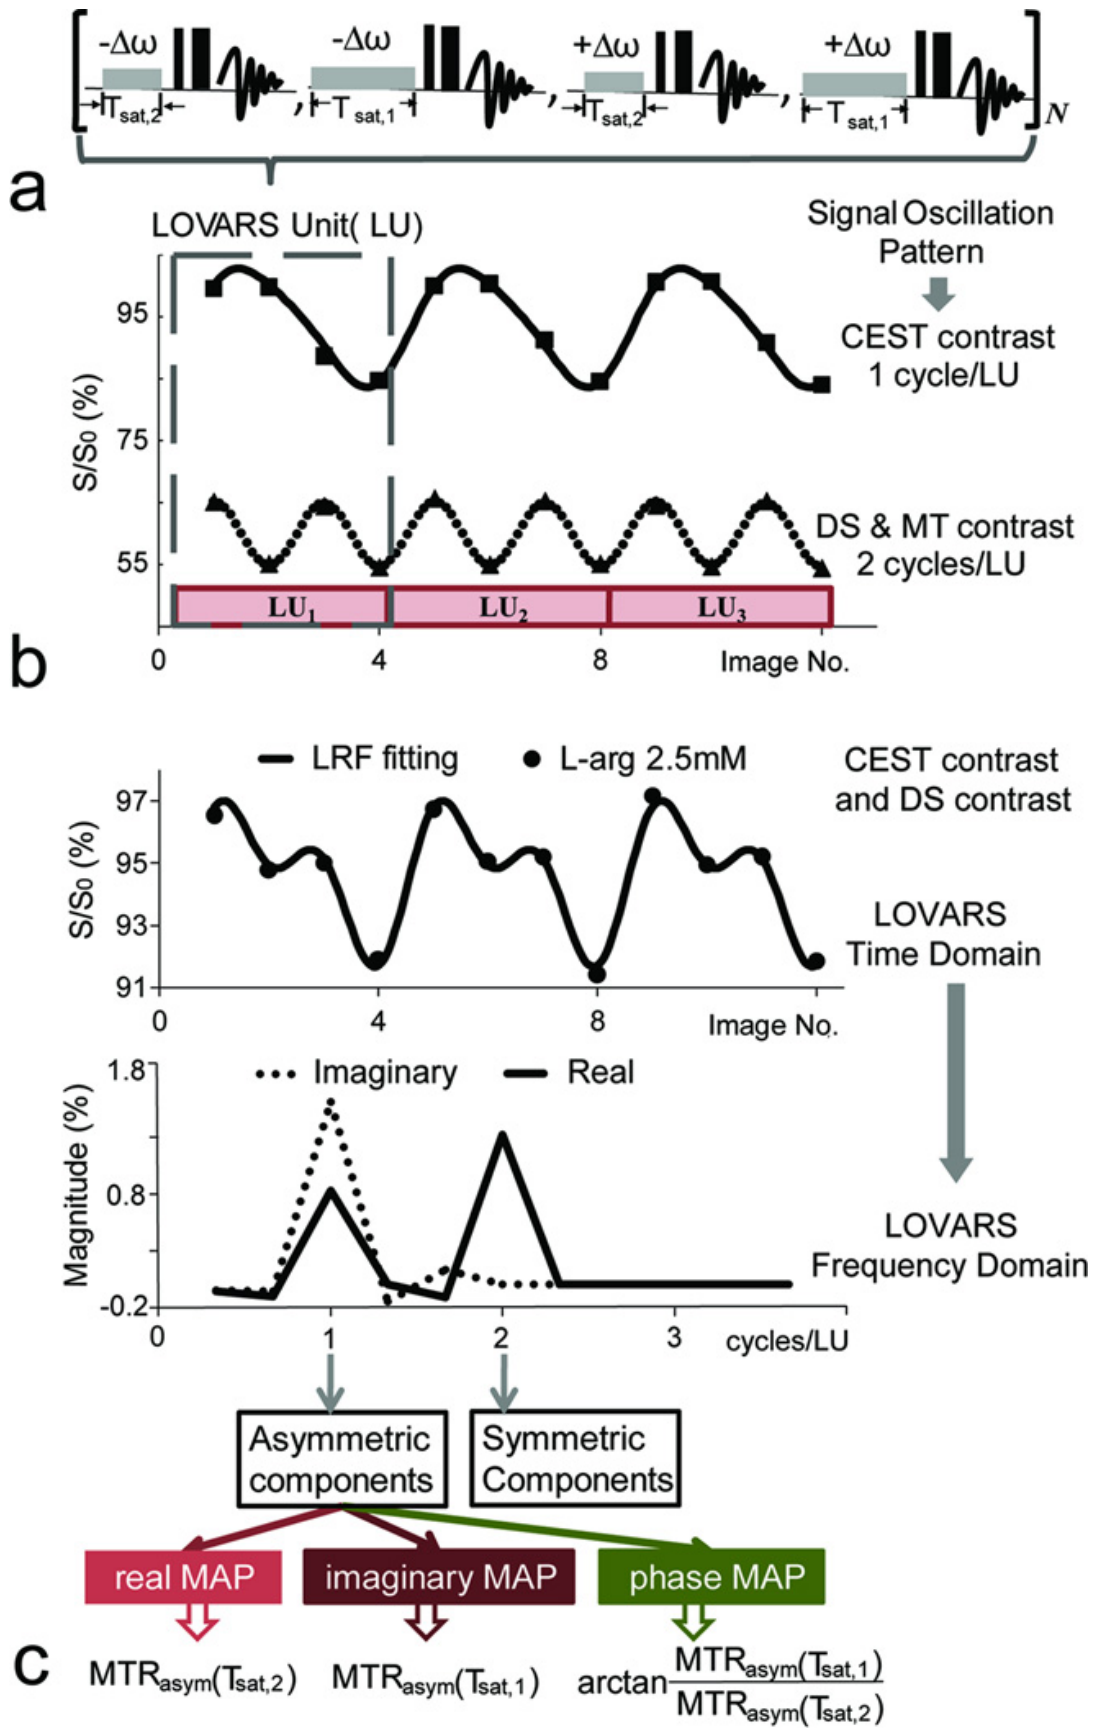 -Δω -Δω +Δω +Δω
Tsat,2 , Tsat,1 , Tsat,2 , Tsat,1 N
a
LOVARS Unit( LU)
Signal Oscillation
Pattern
CEST contrast
1 cycle/LU
95
75
55
S/S0 (%)
DS & MT contrast
2 cycles/LU
LU1 LU2 LU3
0 4 8 Image No.
b
LRF fitting L-arg 2.5mM
CEST contrast
and DS contrast
97
95
93
91
S/S0 (%)
LOVARS
Time Domain
0 4 8 Image No.
Imaginary Real
1.8
0.8
-0.2
Magnitude (%)
LOVARS
Frequency Domain
0 1 2 3 cycles/LU
Asymmetric
components
Symmetric
Components
real MAP imaginary MAP phase MAP
c
MTRasym(Tsat,2) MTRasym(Tsat,1) arctan MTRasym(Tsat,1)
MTRasym(Tsat,2)